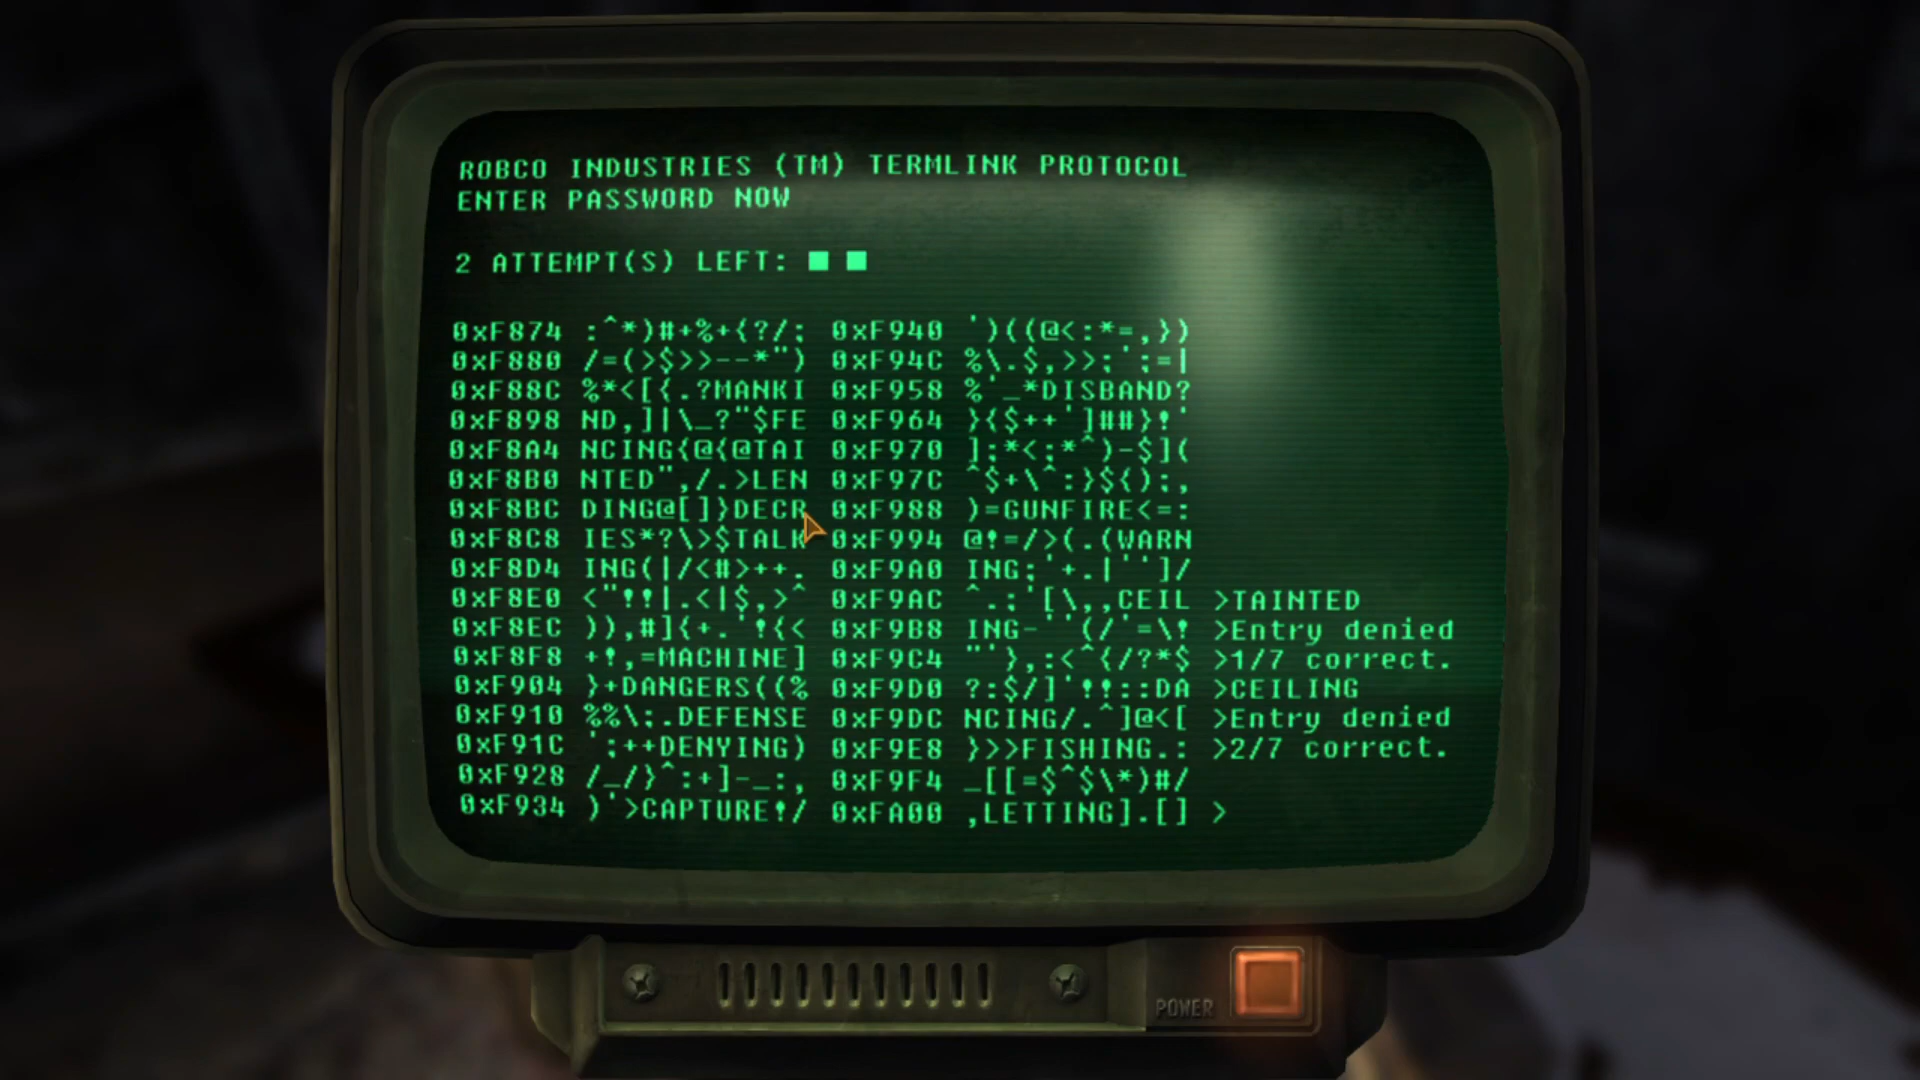 ROBCO INDUSTRIES (TM) TERMLINK PROTOCOL
ENTER PASSWORD NOW
2 ATTEMPT(S) LEFT: ■ ■
0xF874 :^*)#+%+{?/; 0xF940 ')((@<:*=,})
0xF880 /=(>$>>--*") 0xF94C %\.$,>>;';=|
0xF88C %*<[{.?MANKI 0xF958 %'_*DISBAND?
0xF898 ND,]|\_?"$FE 0xF964 }{$++']##}!'
0xF8A4 NCING{@{@TAI 0xF970 ];*<;*^)-$](
0xF8B0 NTED",/.>LEN 0xF97C ^$+\^:}${);,
0xF8BC DING@[]}DECR 0xF988 )=GUNFIRE<=:
0xF8C8 IES*?\>$TALK 0xF994 @!=/>(.(WARN
0xF8D4 ING(|/<#>++. 0xF9A0 ING;'+.|'']/
0xF8E0 <"!!|.<|$,>^ 0xF9AC ^.:'[\,,CEIL >TAINTED
0xF8EC )),#]{+.'!{< 0xF9B8 ING-''(/'=\! >Entry denied
0xF8F8 +!,=MACHINE] 0xF9C4 "'},:<^{/?*$ >1/7 correct.
0xF904 }+DANGERS((% 0xF9D0 ?:$/]'!!::DA >CEILING
0xF910 %%\;.DEFENSE 0xF9DC NCING/.^]@<[ >Entry denied
0xF91C ';++DENYING) 0xF9E8 }>>>FISHING.: >2/7 correct.
0xF928 /_/}^:+]-_:, 0xF9F4 _[[=$^$\*)#/
0xF934 )'>CAPTURE!/ 0xFA00 ,LETTING].[] >
POWER